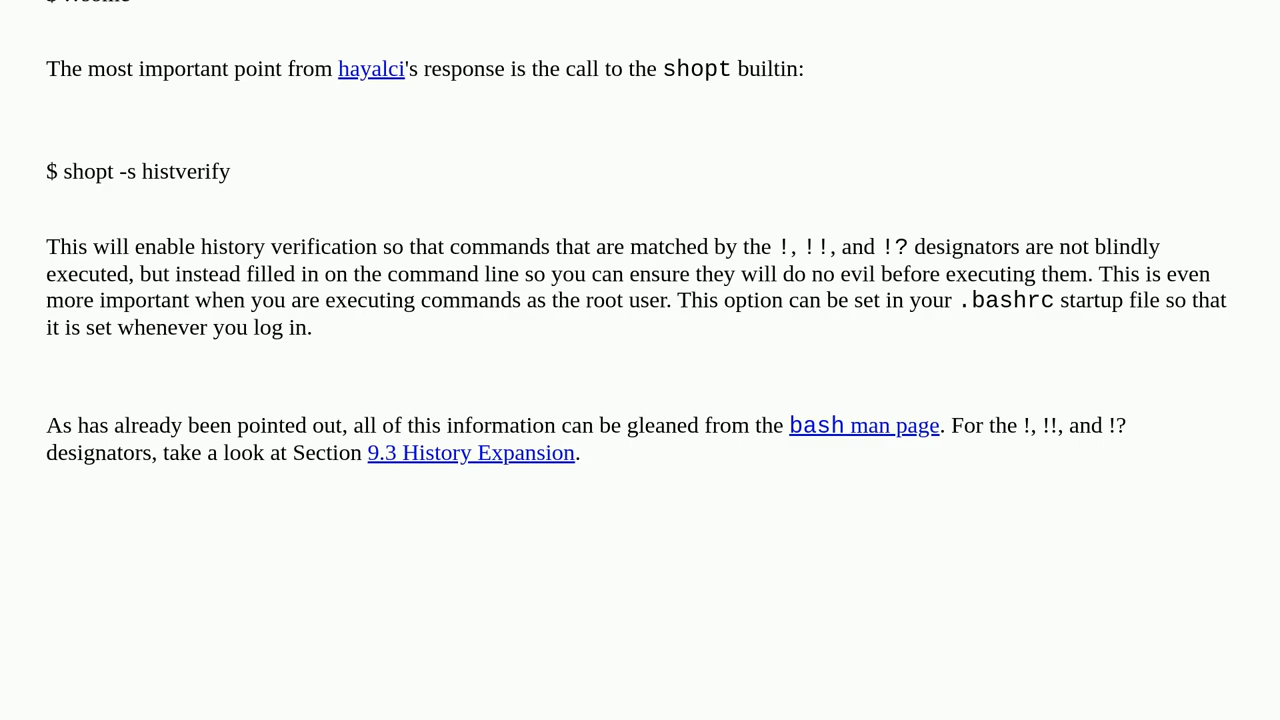 The most important point from hayalci's response is the call to the shopt builtin:
$ shopt -s histverify
This will enable history verification so that commands that are matched by the !, !!, and !? designators are not blindly
executed, but instead filled in on the command line so you can ensure they will do no evil before executing them. This is even
more important when you are executing commands as the root user. This option can be set in your .bashrc startup file so that
it is set whenever you log in.
As has already been pointed out, all of this information can be gleaned from the bash man page. For the !, !!, and !?
designators, take a look at Section 9.3 History Expansion.